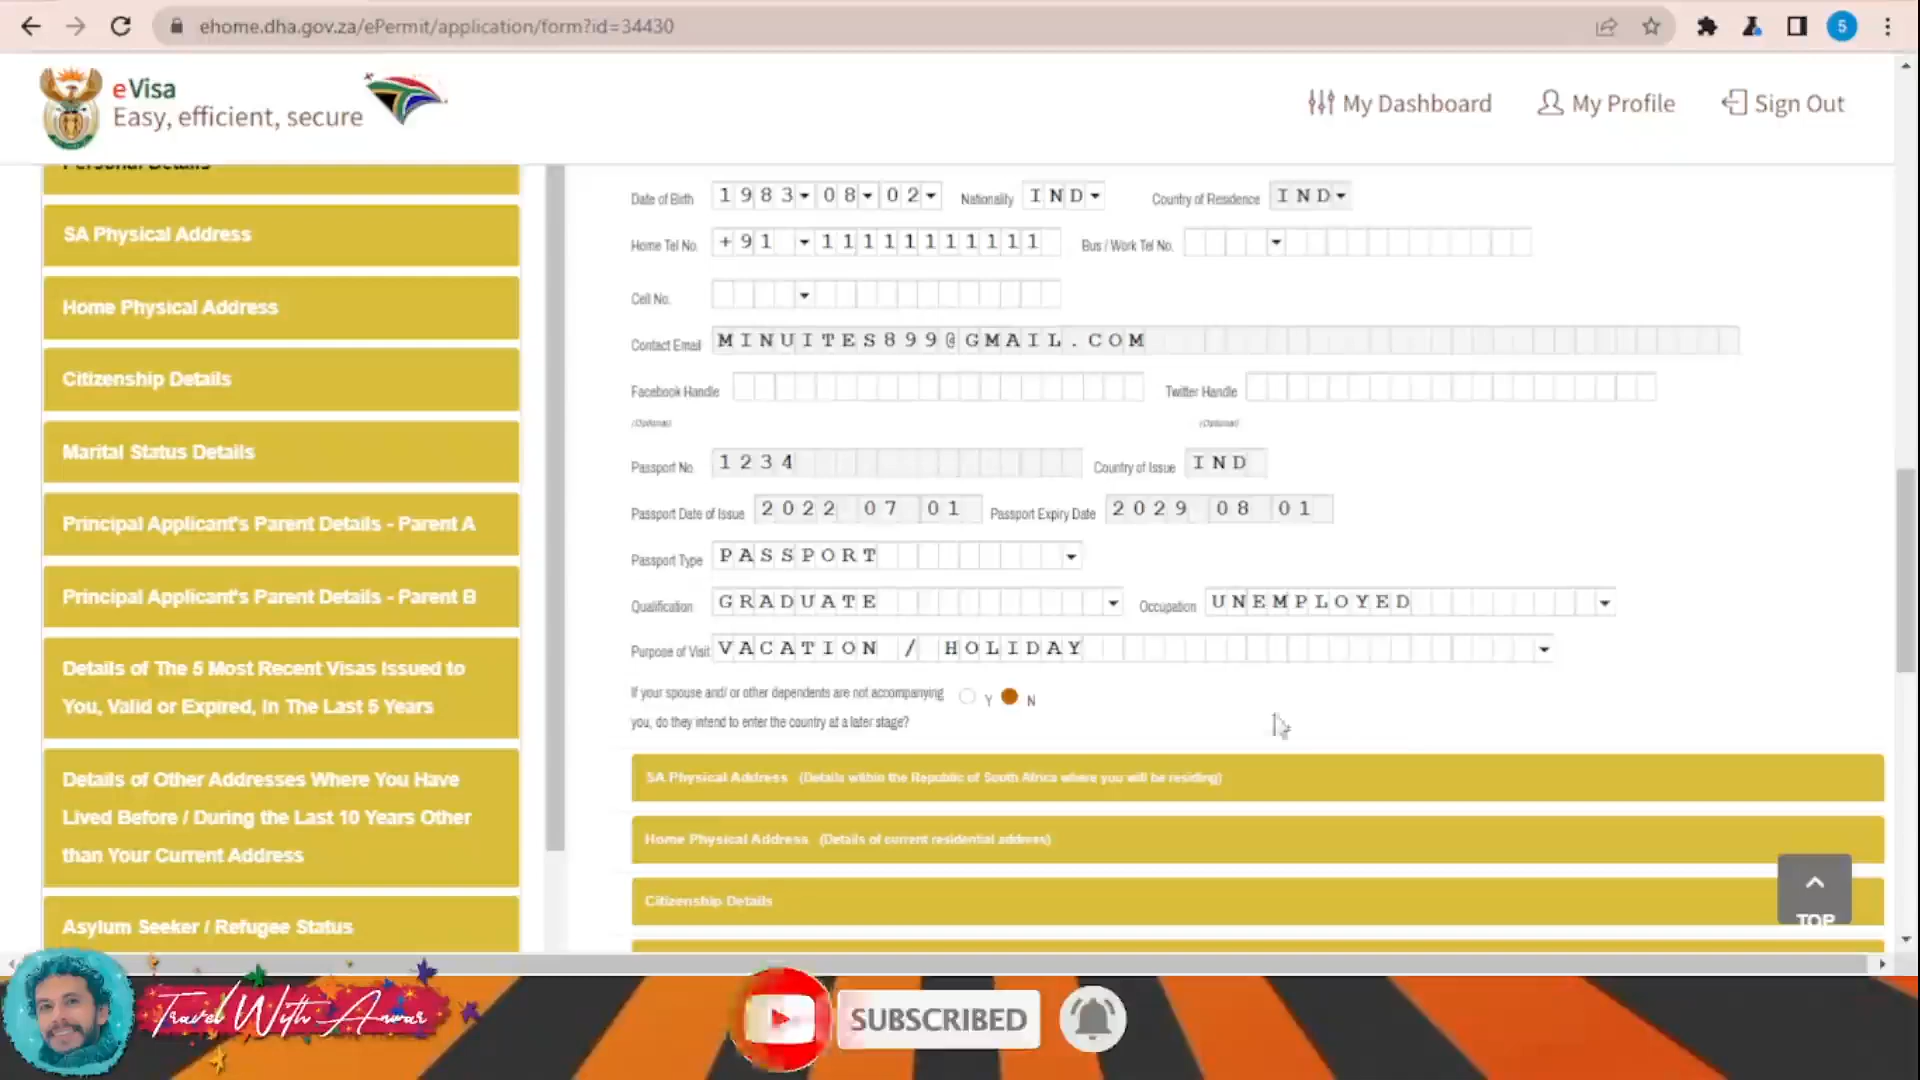 ehome.dha.gov.za/ePermit/application/form?id=34430
5
eVisa
Easy, efficient, secure
My Dashboard
My Profile
Sign Out
Personal Details
SA Physical Address
Home Physical Address
Citizenship Details
Marital Status Details
Principal Applicant's Parent Details - Parent A
Principal Applicant's Parent Details - Parent B
Details of The 5 Most Recent Visas Issued to
You, Valid or Expired, In The Last 5 Years
Details of Other Addresses Where You Have
Lived Before / During the Last 10 Years Other
than Your Current Address
Asylum Seeker / Refugee Status
Date of Birth 1983 08 02 Nationality IND Country of Residence IND
Home Tel No. +91 11111111111 Bus / Work Tel No.
Cell No.
Contact Email MINUITES899@GMAIL.COM
Facebook Handle Twitter Handle
(Optional) (Optional)
Passport No. 1234 Country of Issue IND
Passport Date of Issue 2022 07 01 Passport Expiry Date 2029 08 01
Passport Type PASSPORT
Qualification GRADUATE Occupation UNEMPLOYED
Purpose of Visit VACATION / HOLIDAY
If your spouse and/ or other dependents are not accompanying Y N
you, do they intend to enter the country at a later stage?
SA Physical Address (Details within the Republic of South Africa where you will be residing)
Home Physical Address (Details of current residential address)
Citizenship Details
TOP
Travel With Anwar
SUBSCRIBED